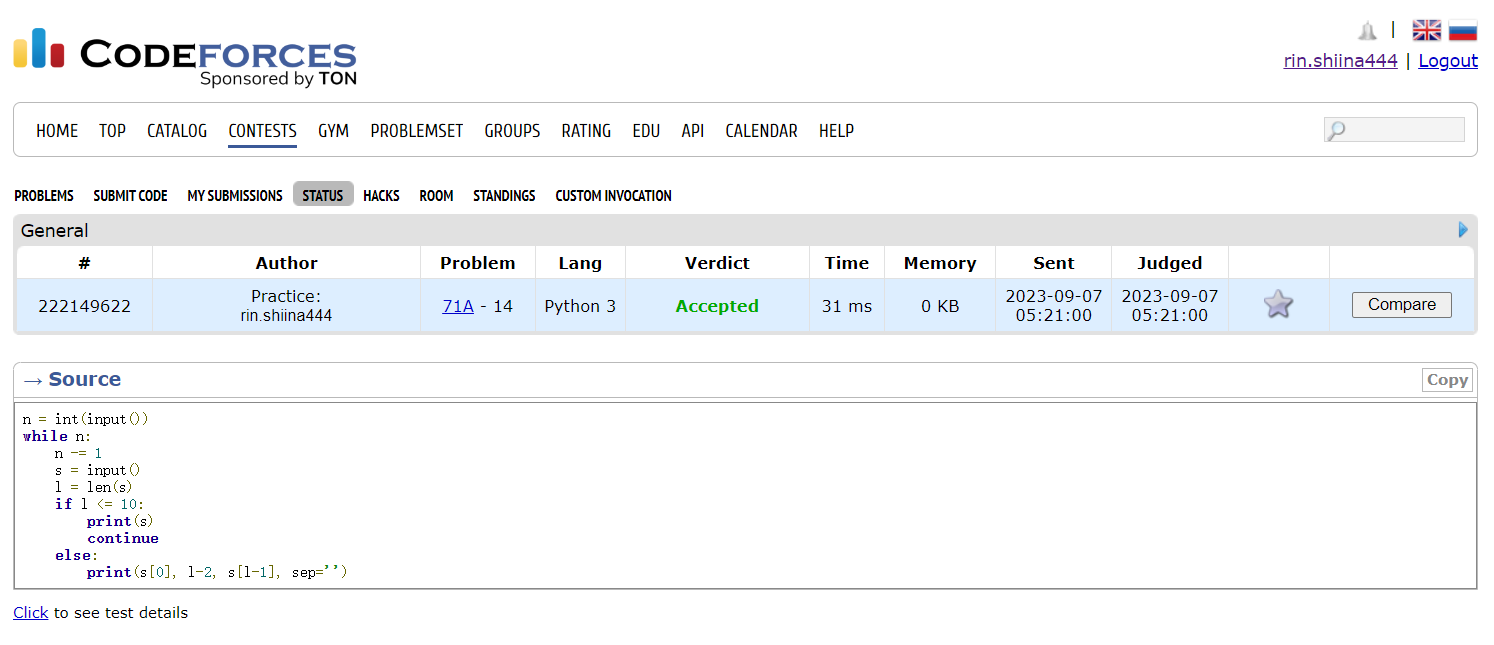 CODEFORCES
Sponsored by TON
|
rin.shiina444 | Logout
HOME TOP CATALOG CONTESTS GYM PROBLEMSET GROUPS RATING EDU API CALENDAR HELP
PROBLEMS SUBMIT CODE MY SUBMISSIONS STATUS HACKS ROOM STANDINGS CUSTOM INVOCATION
General
# Author Problem Lang Verdict Time Memory Sent Judged
222149622 Practice: rin.shiina444 71A - 14 Python 3 Accepted 31 ms 0 KB 2023-09-07 05:21:00 2023-09-07 05:21:00 Compare
→ Source Copy
n = int(input())
while n:
    n -= 1
    s = input()
    l = len(s)
    if l <= 10:
        print(s)
        continue
    else:
        print(s[0], l-2, s[l-1], sep='')
Click to see test details